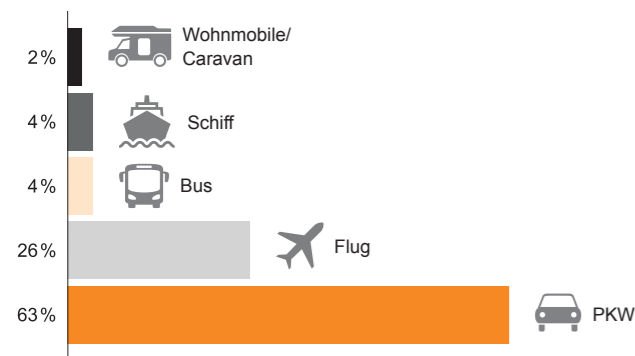 2 %
Wohnmobile/
Caravan
4 %
Schiff
4 %
Bus
26 %
Flug
63 %
PKW